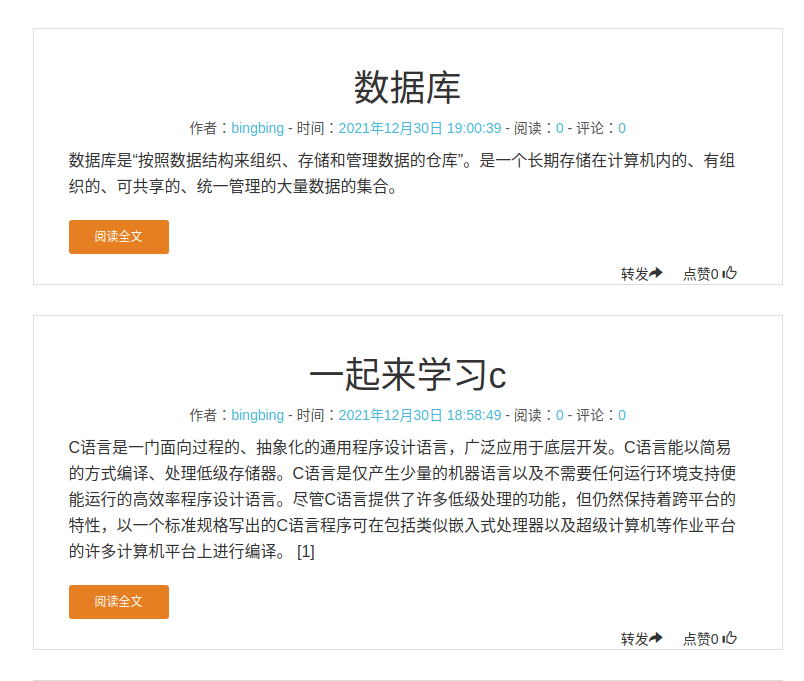 数据库
作者：bingbing - 时间：2021年12月30日 19:00:39 - 阅读：0 - 评论：0
数据库是“按照数据结构来组织、存储和管理数据的仓库”。是一个长期存储在计算机内的、有组
织的、可共享的、统一管理的大量数据的集合。
阅读全文
转发 点赞0
一起来学习c
作者：bingbing - 时间：2021年12月30日 18:58:49 - 阅读：0 - 评论：0
C语言是一门面向过程的、抽象化的通用程序设计语言，广泛应用于底层开发。C语言能以简易
的方式编译、处理低级存储器。C语言是仅产生少量的机器语言以及不需要任何运行环境支持便
能运行的高效率程序设计语言。尽管C语言提供了许多低级处理的功能，但仍然保持着跨平台的
特性，以一个标准规格写出的C语言程序可在包括类似嵌入式处理器以及超级计算机等作业平台
的许多计算机平台上进行编译。 [1]
阅读全文
转发 点赞0